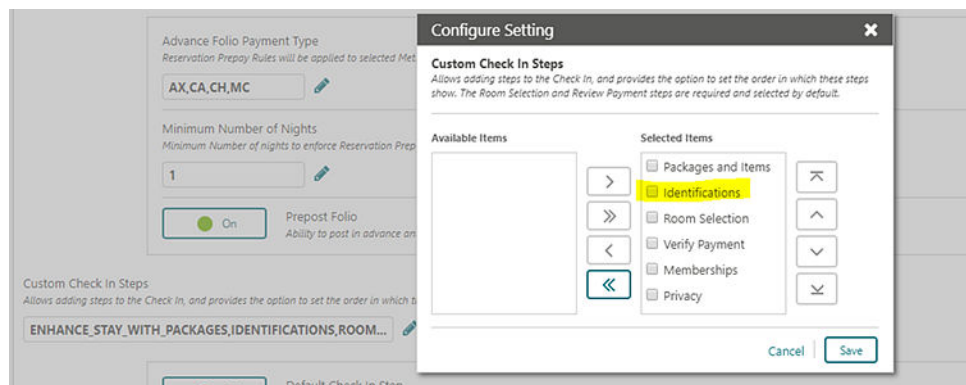 Advance Folio Payment Type
Reservation Prepay Rules will be applied to selected Met
AX,CA,CH,MC
Minimum Number of Nights
Minimum Number of nights to enforce Reservation Prep
1
On
Prepost Folio
Ability to post in advance an
Custom Check In Steps
Allows adding steps to the Check In, and provides the option to set the order in which t
ENHANCE_STAY_WITH_PACKAGES,IDENTIFICATIONS,ROOM...
Default Check In Step
Configure Setting
Custom Check In Steps
Allows adding steps to the Check In, and provides the option to set the order in which these steps
show. The Room Selection and Review Payment steps are required and selected by default.
Available Items
Selected Items
Packages and Items
Identifications
Room Selection
Verify Payment
Memberships
Privacy
Cancel
Save